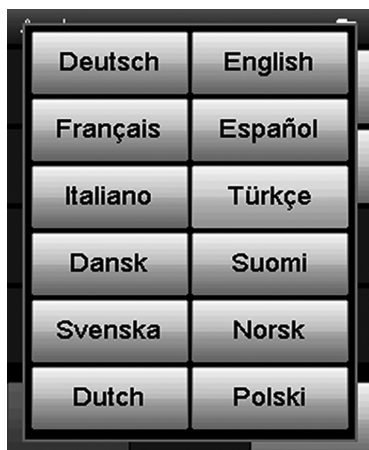 Deutsch English
Français Español
Italiano Türkçe
Dansk Suomi
Svenska Norsk
Dutch Polski